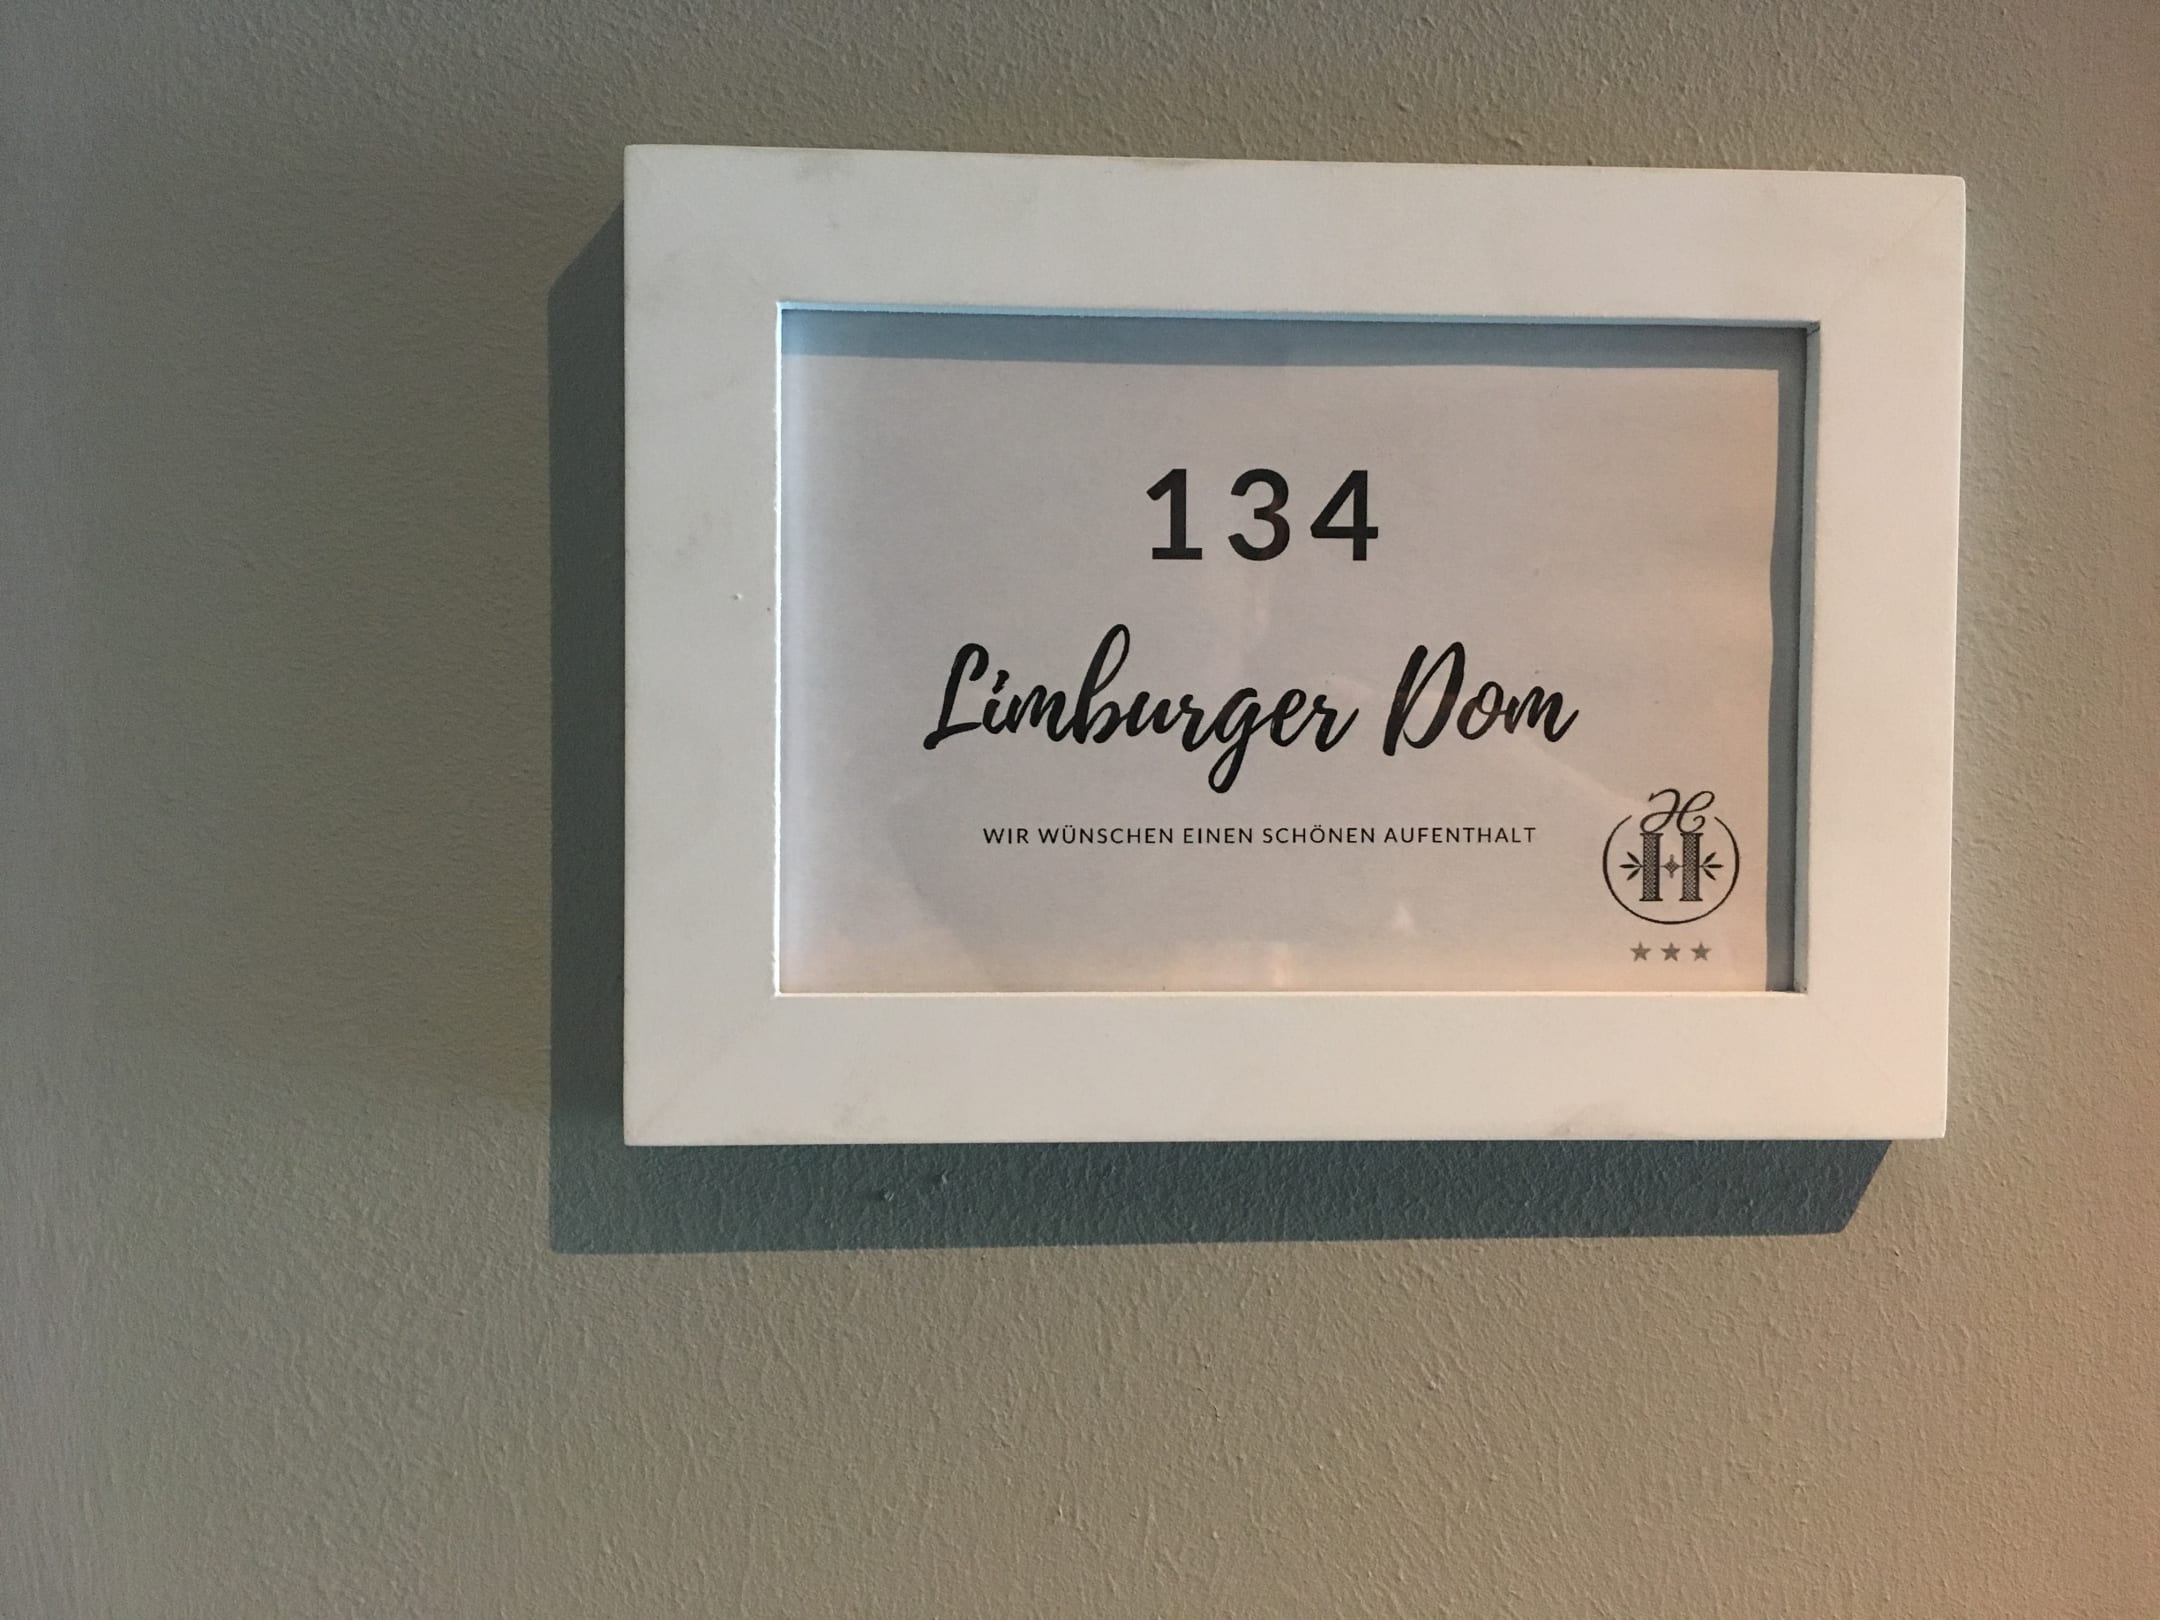 134
Limburger Dom
WIR WÜNSCHEN EINEN SCHÖNEN AUFENTHALT
H
H